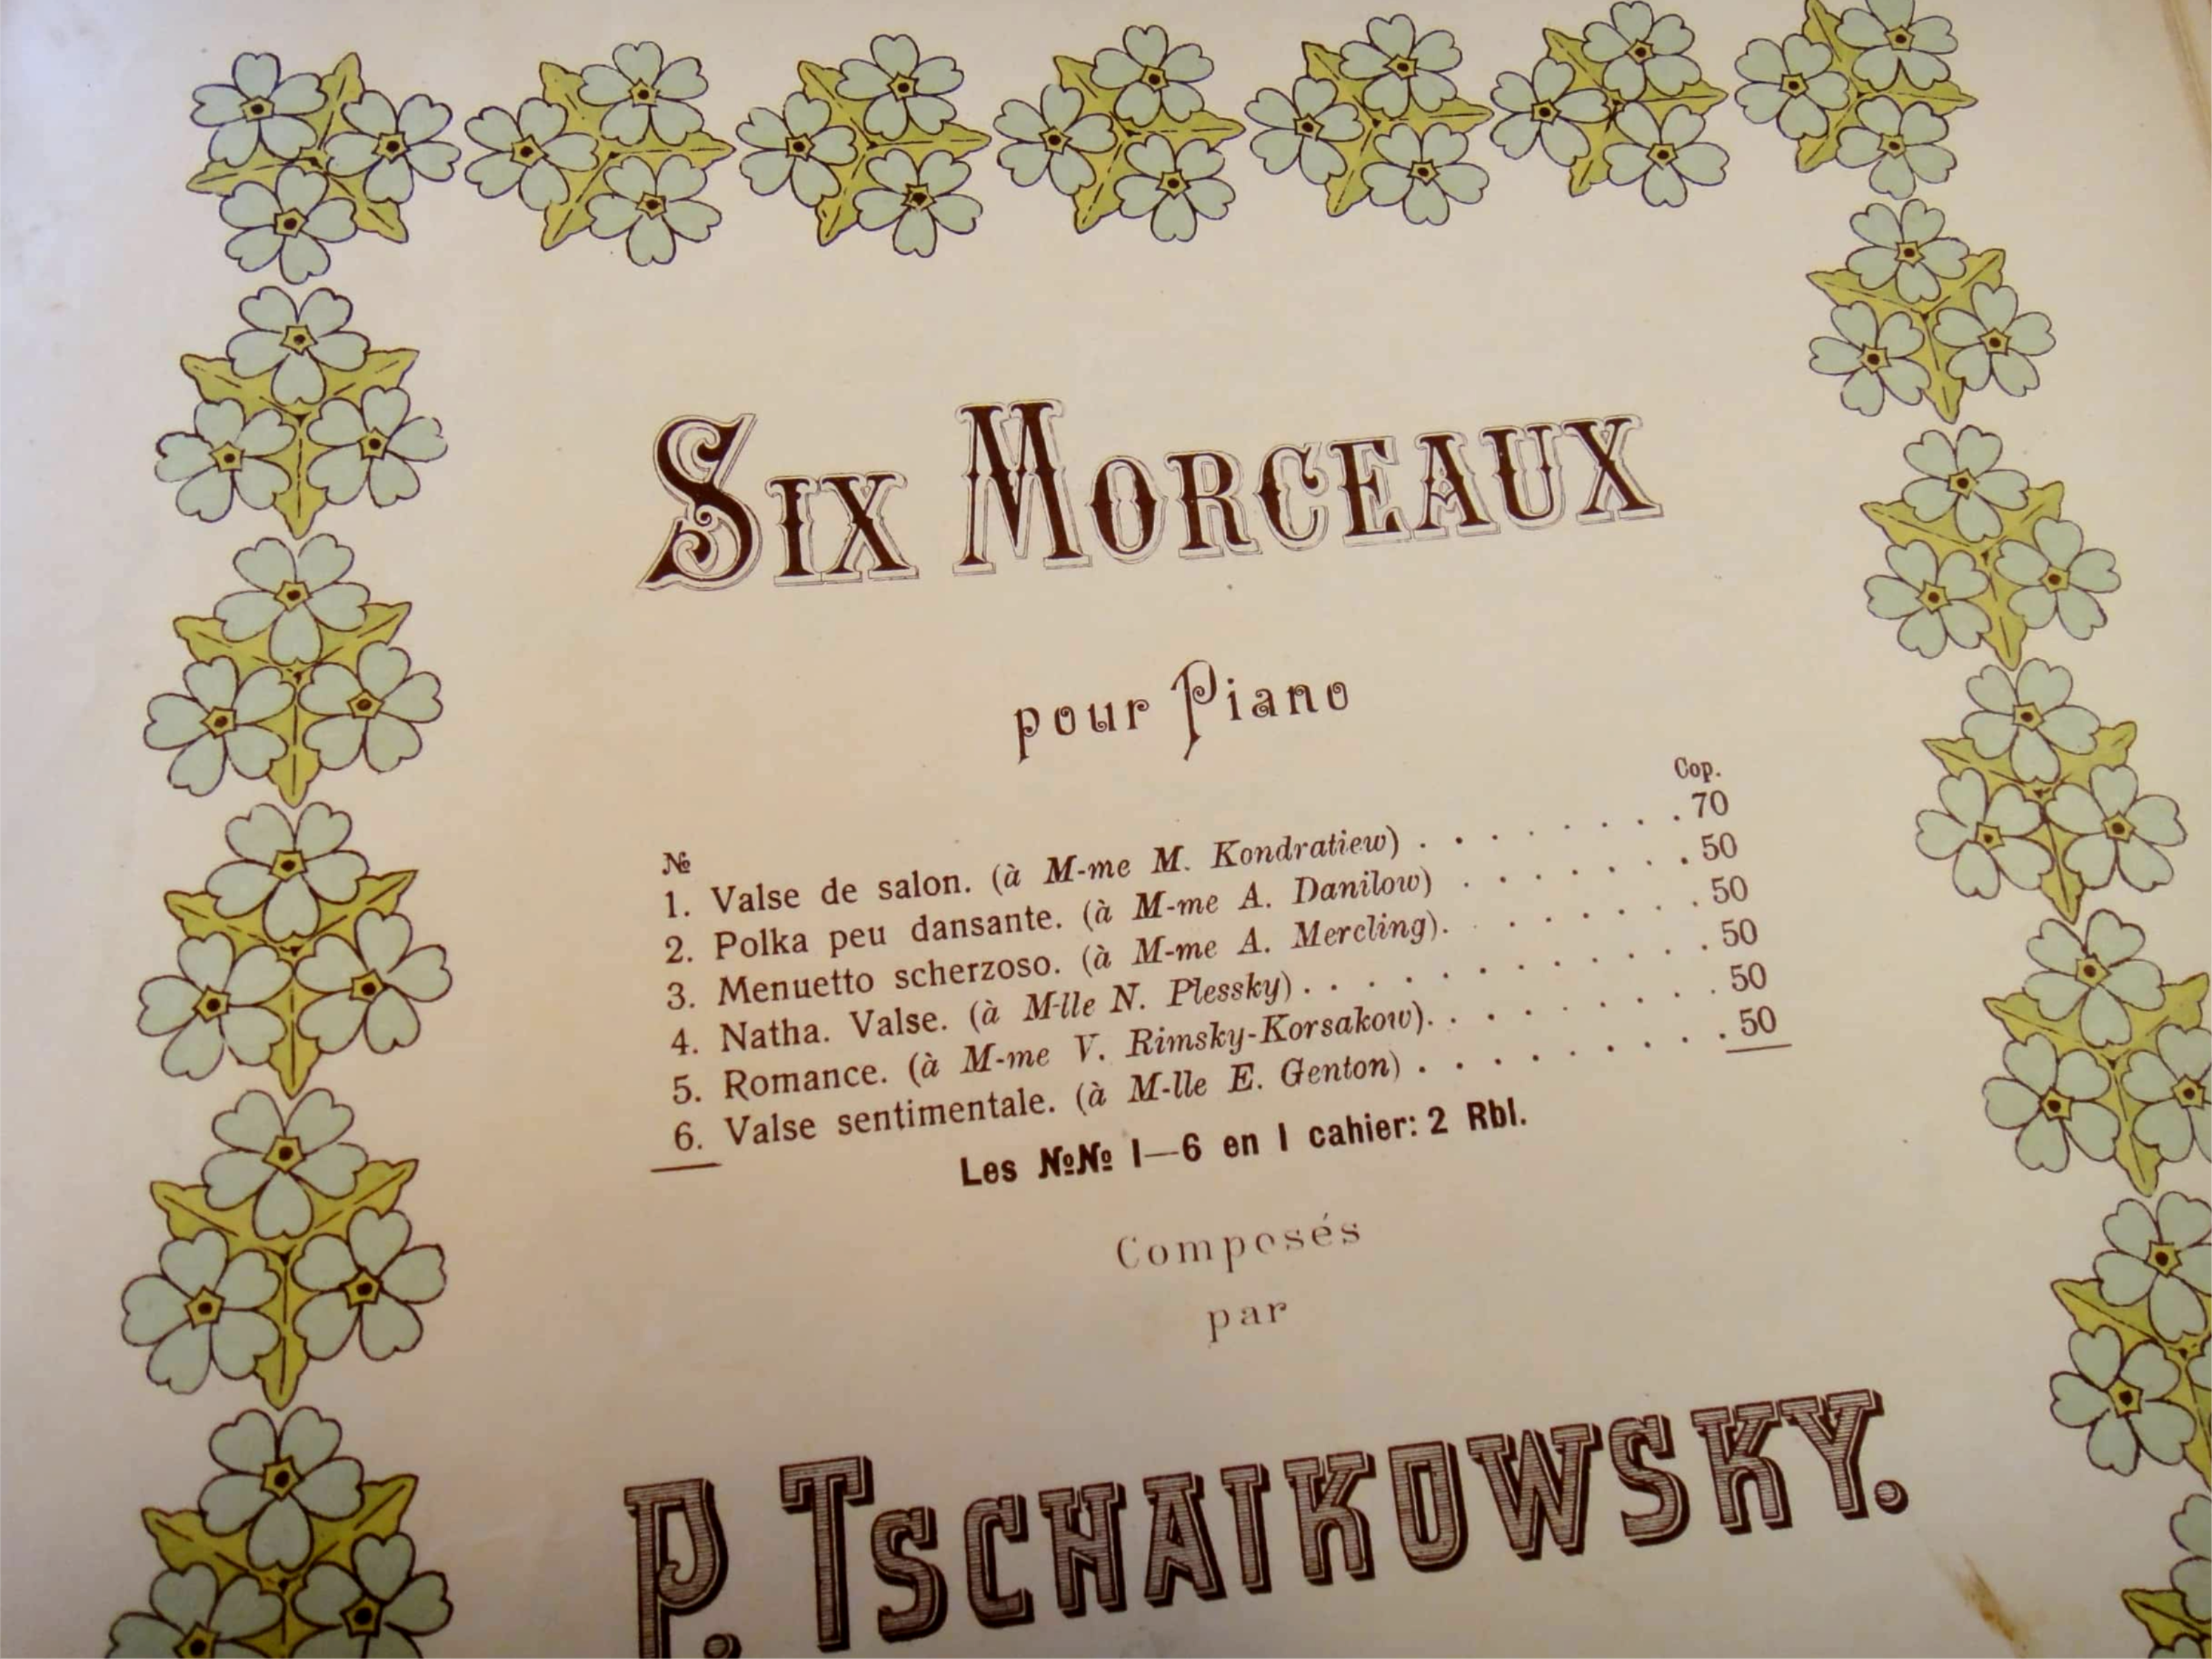 SIX MORCEAUX
pour Piano
Cop.
№
1. Valse de salon. (à M-me M. Kondratiew) . . . . . . . . 70
2. Polka peu dansante. (à M-me A. Danilow) . . . . . . . 50
3. Menuetto scherzoso. (à M-me A. Mercling). . . . . . . . 50
4. Natha. Valse. (à M-lle N. Plessky) . . . . . . . . . . . 50
5. Romance. (à M-me V. Rimsky-Korsakow). . . . . . . . . 50
6. Valse sentimentale. (à M-lle E. Genton) . . . . . . . . . 50
Les №№ 1—6 en 1 cahier: 2 Rbl.
Composés
par
P. TSCHAIKOWSKY.